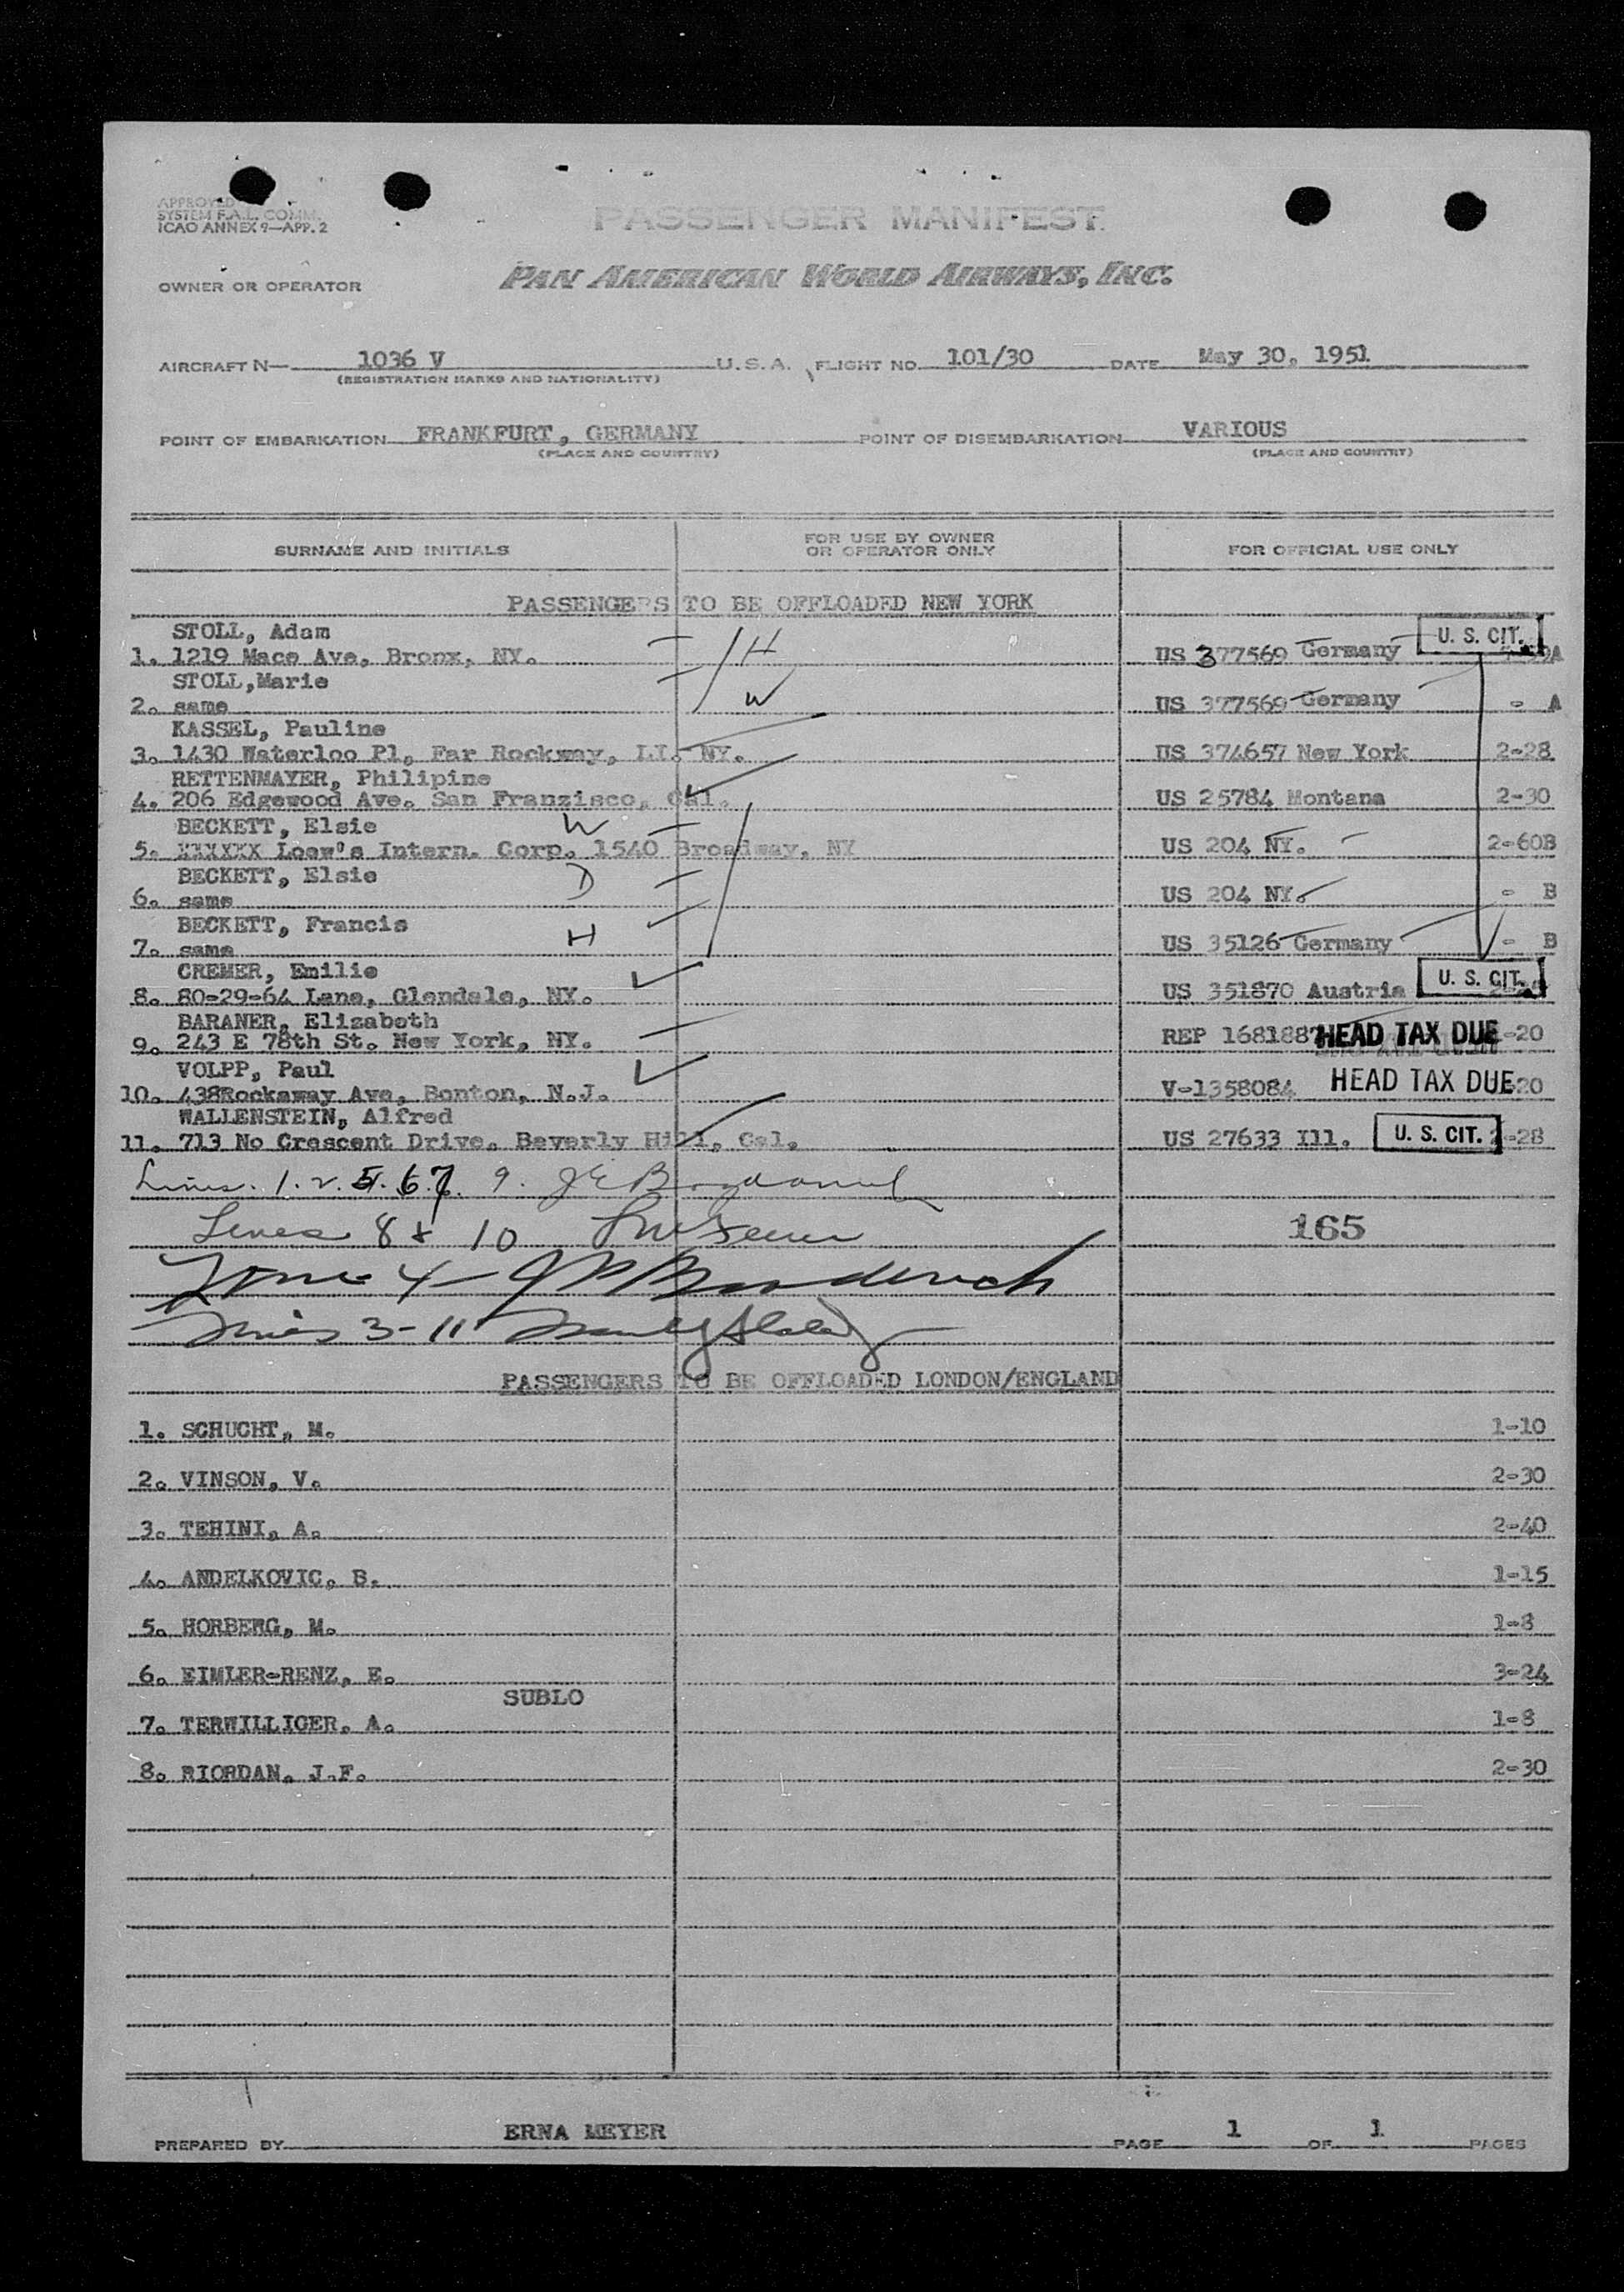 APPROVED
SYSTEM F.A.L. COMM.
ICAO ANNEX 9—APP. 2
PASSENGER MANIFEST
OWNER OR OPERATOR PAN AMERICAN WORLD AIRWAYS, INC.
AIRCRAFT N— 1036 V U.S.A. FLIGHT NO. 101/30 DATE May 30, 1951
(REGISTRATION MARKS AND NATIONALITY)
POINT OF EMBARKATION FRANKFURT, GERMANY POINT OF DISEMBARKATION VARIOUS
(PLACE AND COUNTRY) (PLACE AND COUNTRY)
SURNAME AND INITIALS FOR USE BY OWNER OR OPERATOR ONLY FOR OFFICIAL USE ONLY
PASSENGERS TO BE OFFLOADED NEW YORK
STOLL, Adam H U. S. CIT.
1. 1219 Mace Ave, Bronx, NY. US 377569 Germany
STOLL,Marie W
2. same US 377569 Germany - A
KASSEL, Pauline
3. 1430 Waterloo Pl, Far Rockway, LI. NY. US 374657 New York 2-28
RETTENMAYER, Philipine
4. 206 Edgewood Ave. San Franzisco, Cal. US 25784 Montana 2-30
BECKETT, Elsie W
5. XXXXXX Loew's Intern. Corp. 1540 Broadway, NY US 204 NY. 2-60B
BECKETT, Elsie D
6. same US 204 NY. - B
BECKETT, Francis H
7. same US 35126 Germany - B
CREMER, Emilie U. S. CIT.
8. 80-29-64 Lane, Glendale, NY. US 351870 Austria
BARANER, Elizabeth
9. 243 E 78th St. New York, NY. REP 1681887 HEAD TAX DUE -20
VOLPP, Paul
10. 438Rockaway Ave, Bonton, N.J. V-1358084 HEAD TAX DUE 20
WALLENSTEIN, Alfred
11. 713 No Crescent Drive, Beverly Hill, Cal. US 27633 Ill. U. S. CIT. -28
Lines. 1. 2. 5. 6. 7. 9.
Lines 8 & 10 165
Line 4
Lines 3-11
PASSENGERS TO BE OFFLOADED LONDON/ENGLAND
1. SCHUCHT, M. 1-10
2. VINSON, V. 2-30
3. TEHINI, A. 2-40
4. ANDELKOVIC, B. 1-15
5. HORBERG, M. 1-8
6. EIMLER-RENZ, E. 3-24
SUBLO
7. TERWILLIGER, A. 1-8
8. RIORDAN, J.F. 2-30
PREPARED BY ERNA MEYER PAGE 1 OF 1 PAGES